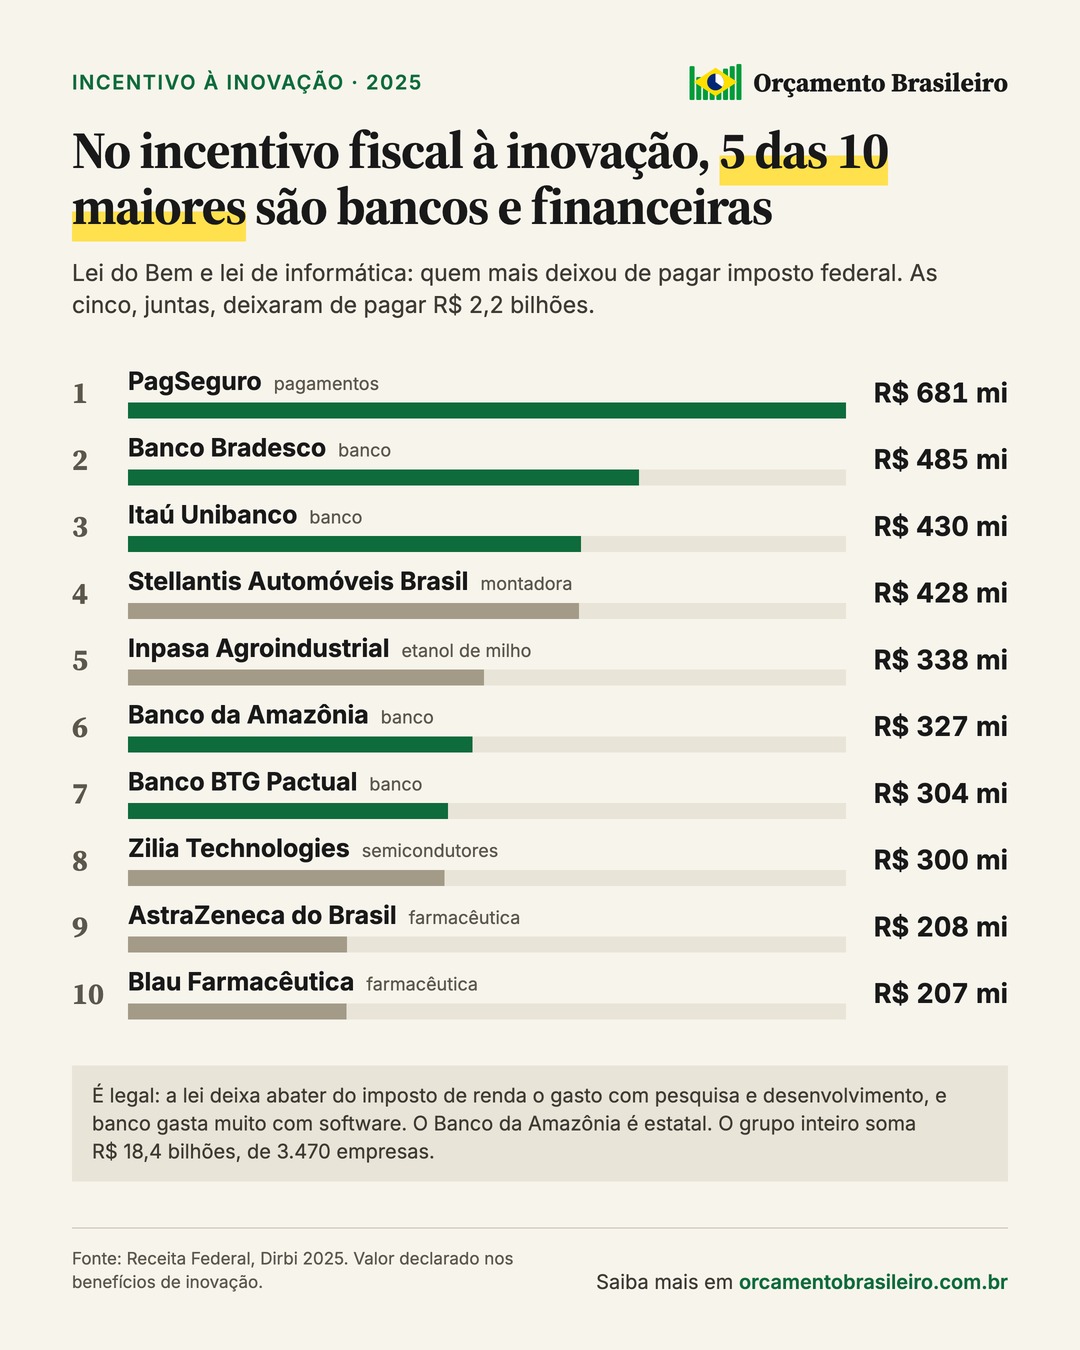 INCENTIVO À INOVAÇÃO · 2025
Orçamento Brasileiro
No incentivo fiscal à inovação, 5 das 10
maiores são bancos e financeiras
Lei do Bem e lei de informática: quem mais deixou de pagar imposto federal. As
cinco, juntas, deixaram de pagar R$ 2,2 bilhões.
1 PagSeguro pagamentos R$ 681 mi
2 Banco Bradesco banco R$ 485 mi
3 Itaú Unibanco banco R$ 430 mi
4 Stellantis Automóveis Brasil montadora R$ 428 mi
5 Inpasa Agroindustrial etanol de milho R$ 338 mi
6 Banco da Amazônia banco R$ 327 mi
7 Banco BTG Pactual banco R$ 304 mi
8 Zilia Technologies semicondutores R$ 300 mi
9 AstraZeneca do Brasil farmacêutica R$ 208 mi
10 Blau Farmacêutica farmacêutica R$ 207 mi
É legal: a lei deixa abater do imposto de renda o gasto com pesquisa e desenvolvimento, e
banco gasta muito com software. O Banco da Amazônia é estatal. O grupo inteiro soma
R$ 18,4 bilhões, de 3.470 empresas.
Fonte: Receita Federal, Dirbi 2025. Valor declarado nos
benefícios de inovação.
Saiba mais em orcamentobrasileiro.com.br